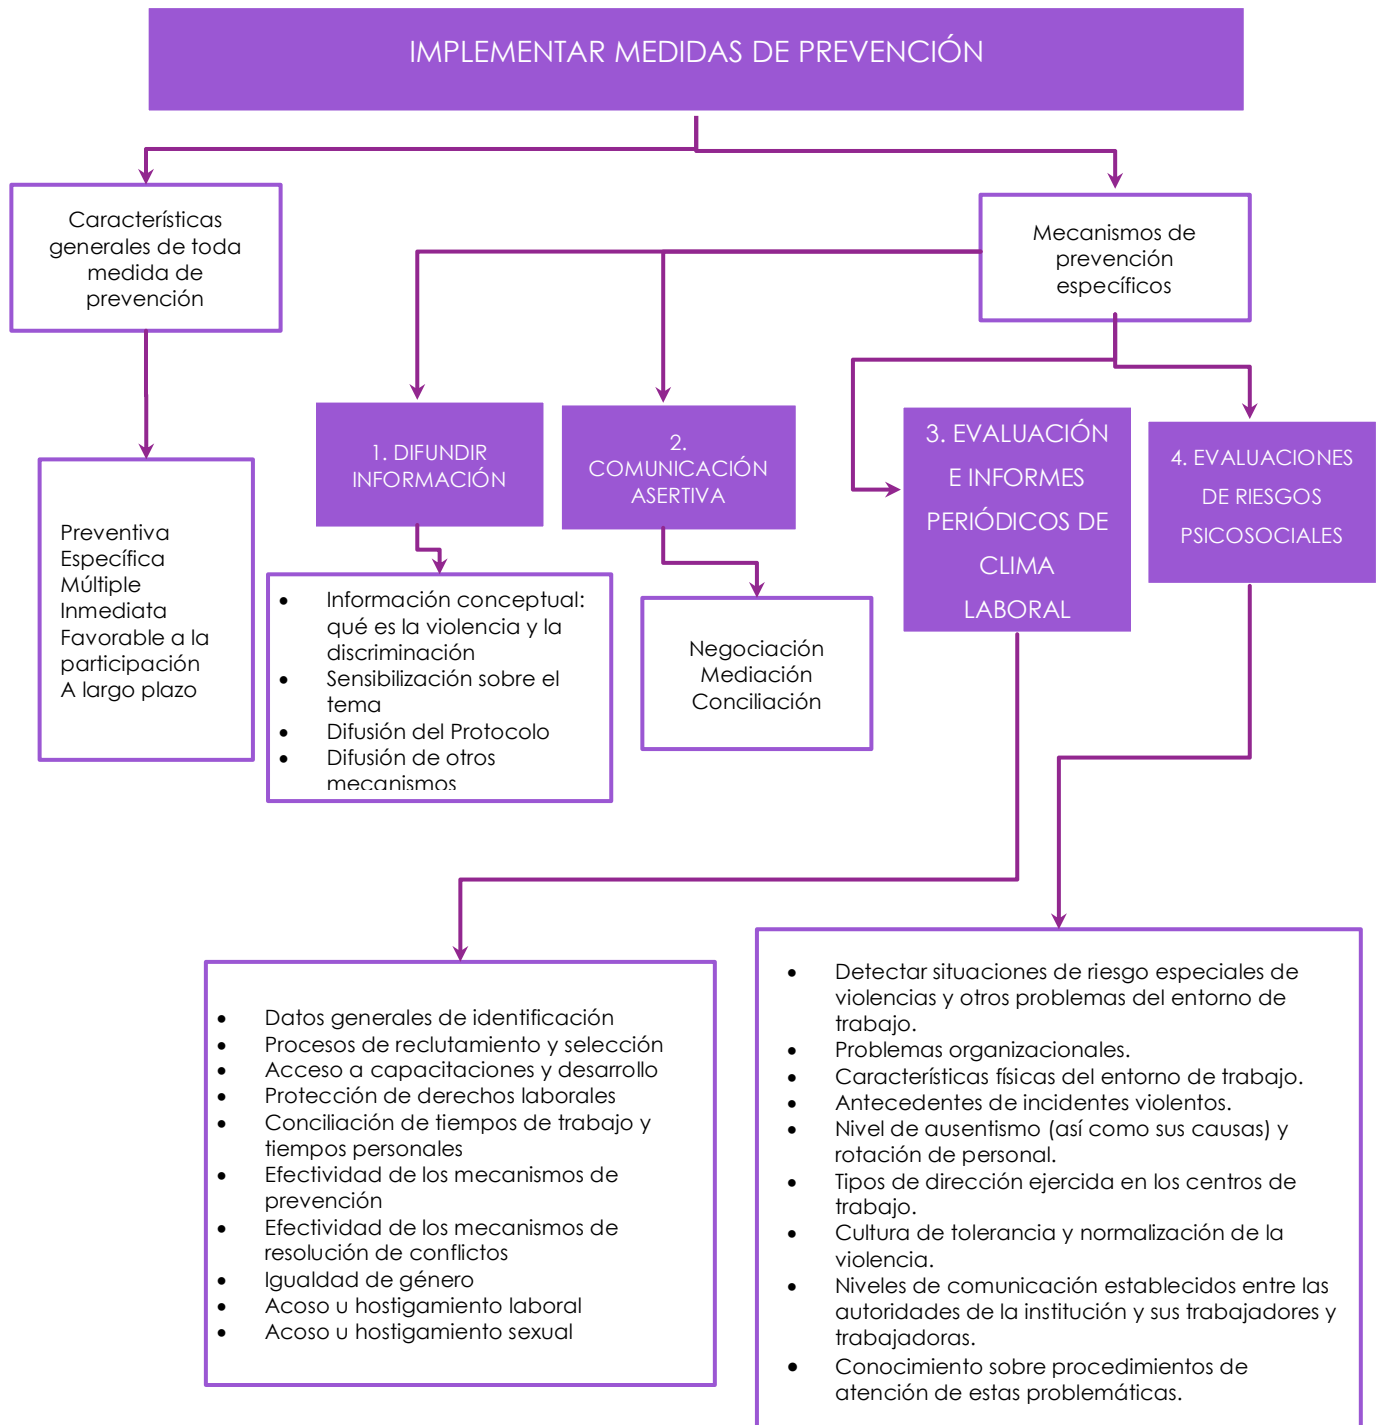 IMPLEMENTAR MEDIDAS DE PREVENCIÓN
Características
generales de toda
medida de
prevención
Mecanismos de
prevención
específicos
Preventiva
Específica
Múltiple
Inmediata
Favorable a la
participación
A largo plazo
1. DIFUNDIR
INFORMACIÓN
2.
COMUNICACIÓN
ASERTIVA
3. EVALUACIÓN
E INFORMES
PERIÓDICOS DE
CLIMA
LABORAL
4. EVALUACIONES
DE RIESGOS
PSICOSOCIALES
• Información conceptual:
qué es la violencia y la
discriminación
• Sensibilización sobre el
tema
• Difusión del Protocolo
• Difusión de otros
mecanismos
Negociación
Mediación
Conciliación
• Datos generales de identificación
• Procesos de reclutamiento y selección
• Acceso a capacitaciones y desarrollo
• Protección de derechos laborales
• Conciliación de tiempos de trabajo y
tiempos personales
• Efectividad de los mecanismos de
prevención
• Efectividad de los mecanismos de
resolución de conflictos
• Igualdad de género
• Acoso u hostigamiento laboral
• Acoso u hostigamiento sexual
• Detectar situaciones de riesgo especiales de
violencias y otros problemas del entorno de
trabajo.
• Problemas organizacionales.
• Características físicas del entorno de trabajo.
• Antecedentes de incidentes violentos.
• Nivel de ausentismo (así como sus causas) y
rotación de personal.
• Tipos de dirección ejercida en los centros de
trabajo.
• Cultura de tolerancia y normalización de la
violencia.
• Niveles de comunicación establecidos entre las
autoridades de la institución y sus trabajadores y
trabajadoras.
• Conocimiento sobre procedimientos de
atención de estas problemáticas.